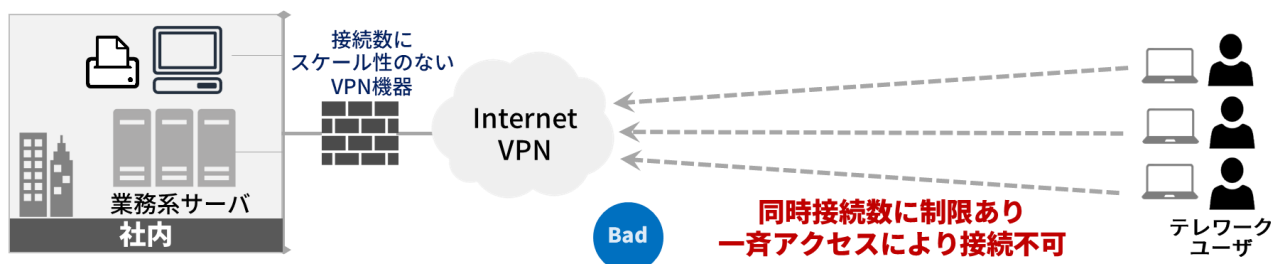 接続数に
スケール性のない
VPN機器
Internet
VPN
業務系サーバ
社内
Bad
同時接続数に制限あり
一斉アクセスにより接続不可
テレワーク
ユーザ